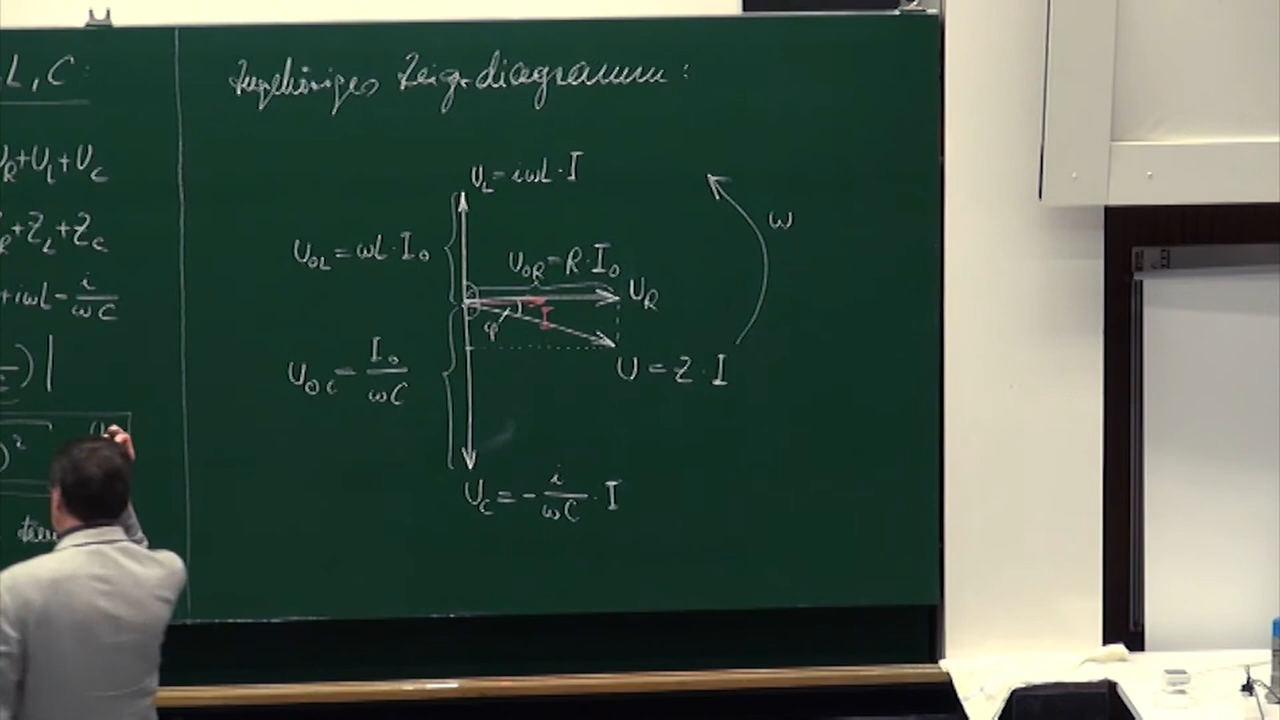 L, C:
U_R+U_L+U_C
Z_R+Z_L+Z_C
+iωL-i/ωC
)|
)²
Zugehöriges Zeigerdiagramm:
U_L=iωL·I
ω
U_0L=ωL·I_0
U_0R=R·I_0
U_R
φ
I
U_0C=I_0/ωC
U=Z·I
U_C=-i/ωC·I